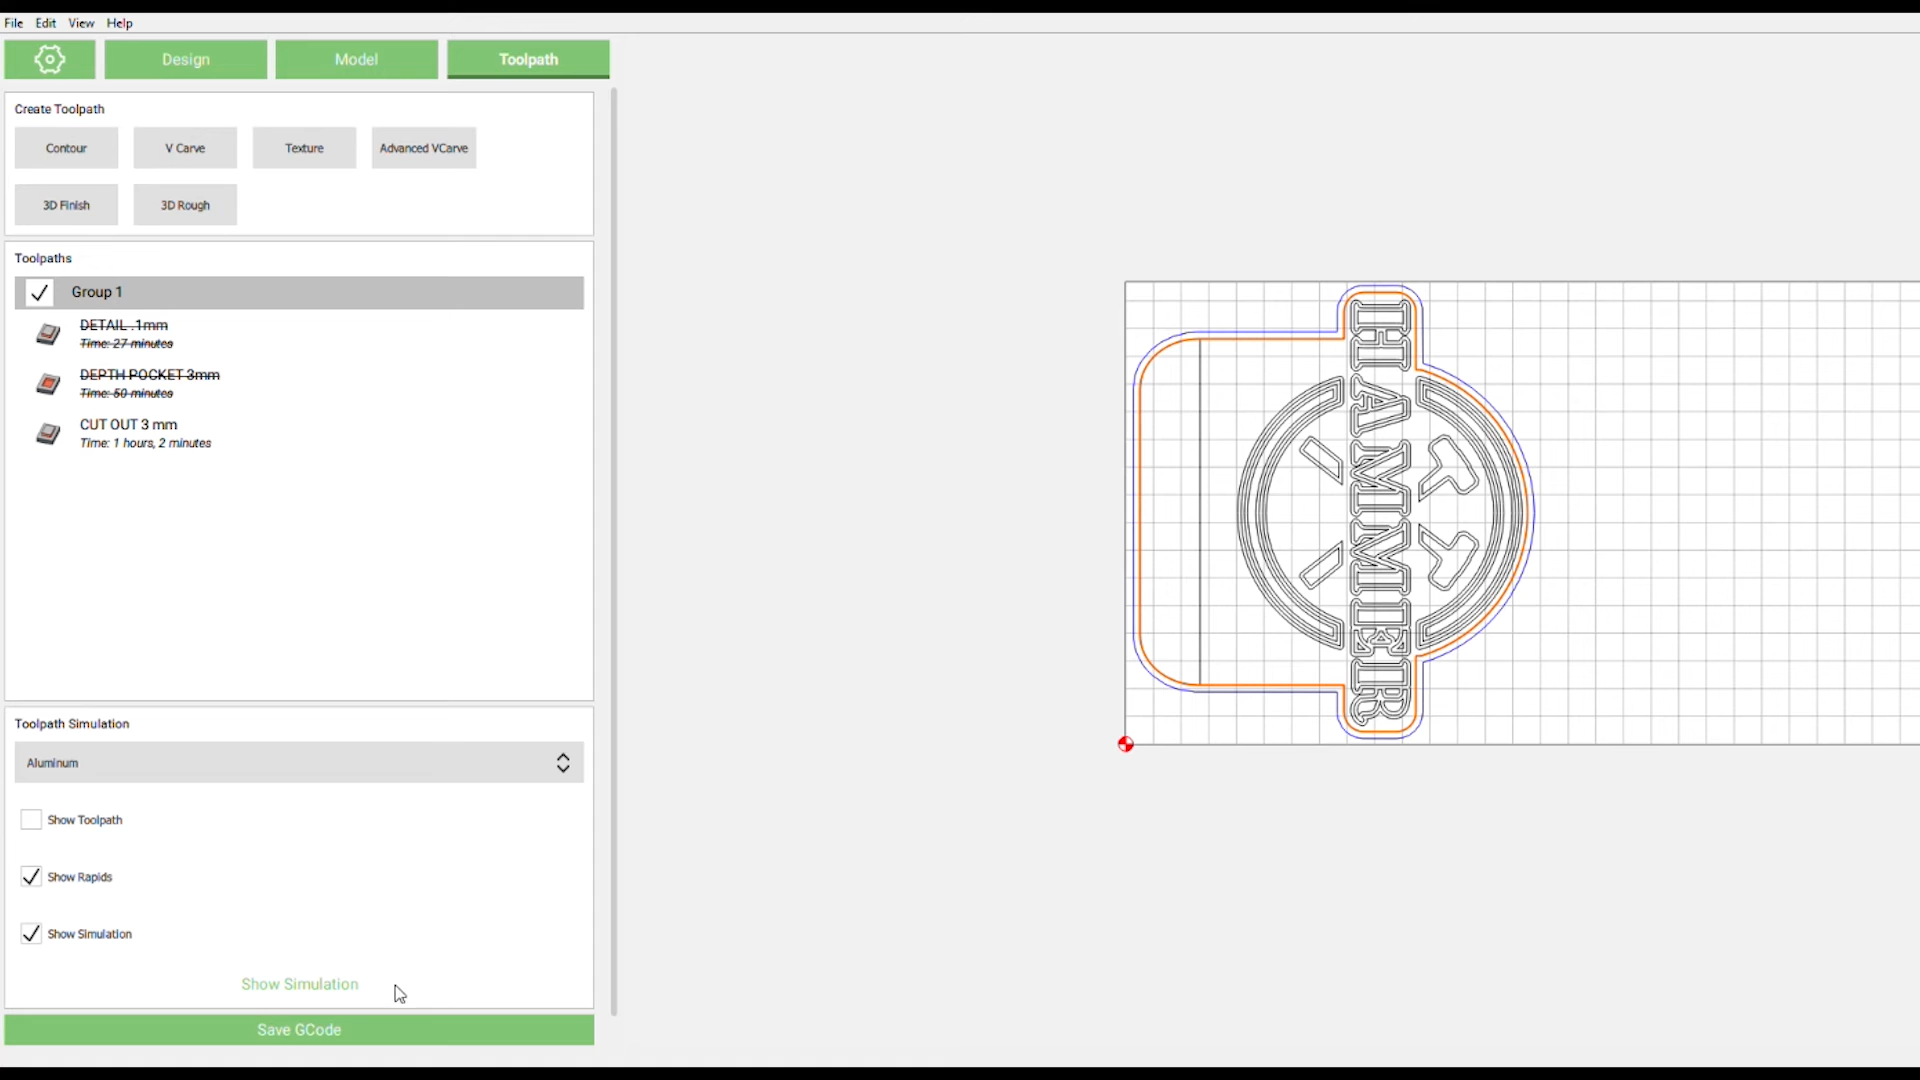 File Edit View Help
Design Model Toolpath
Create Toolpath
Contour V Carve Texture Advanced VCarve
3D Finish 3D Rough
Toolpaths
Group 1
DETAIL .1mm
Time: 27 minutes
DEPTH POCKET 3mm
Time: 50 minutes
CUT OUT 3 mm
Time: 1 hours, 2 minutes
Toolpath Simulation
Aluminum
Show Toolpath
Show Rapids
Show Simulation
Show Simulation
Save GCode
HAMMER